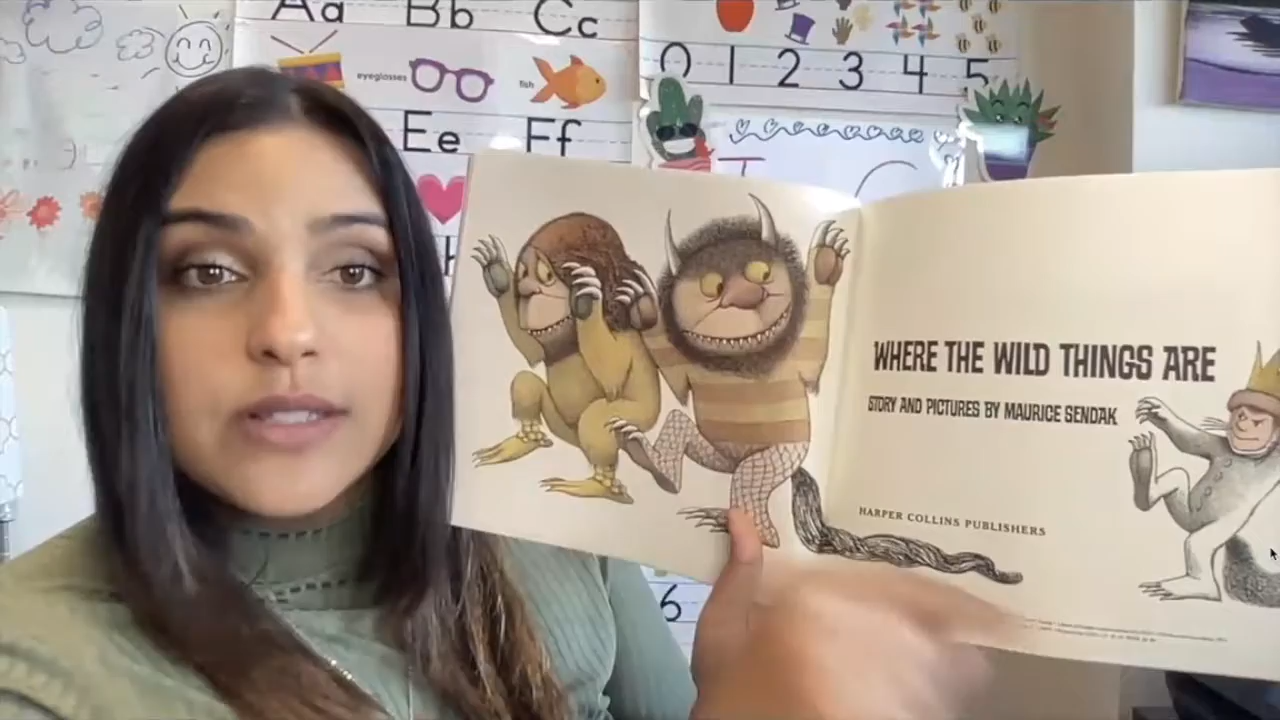 Aa Bb Cc
eyeglasses
fish
0 1 2 3 4 5
Ee Ff
WHERE THE WILD THINGS ARE
STORY AND PICTURES BY MAURICE SENDAK
HARPER COLLINS PUBLISHERS
6